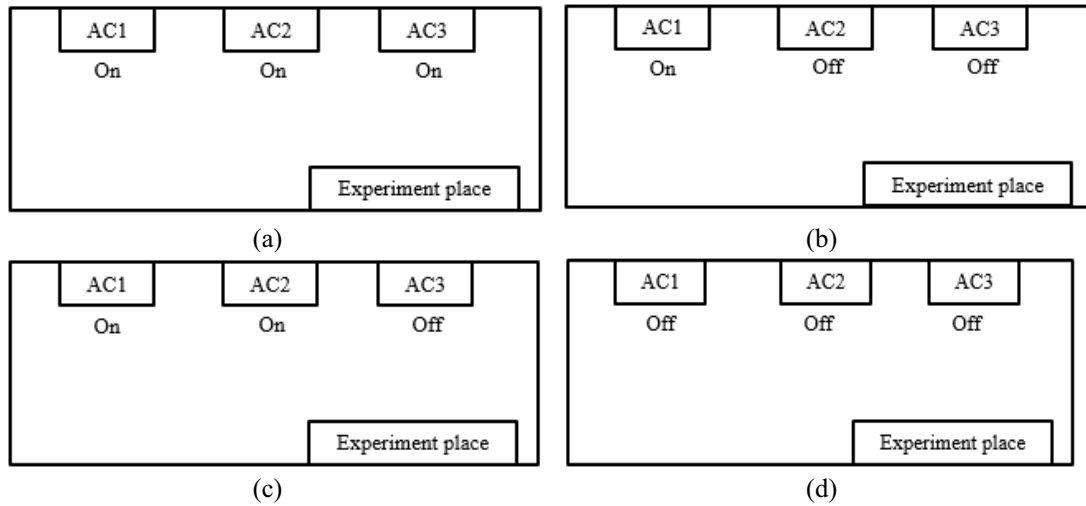 AC1 AC2 AC3
On On On
Experiment place
(a)
AC1 AC2 AC3
On Off Off
Experiment place
(b)
AC1 AC2 AC3
On On Off
Experiment place
(c)
AC1 AC2 AC3
Off Off Off
Experiment place
(d)